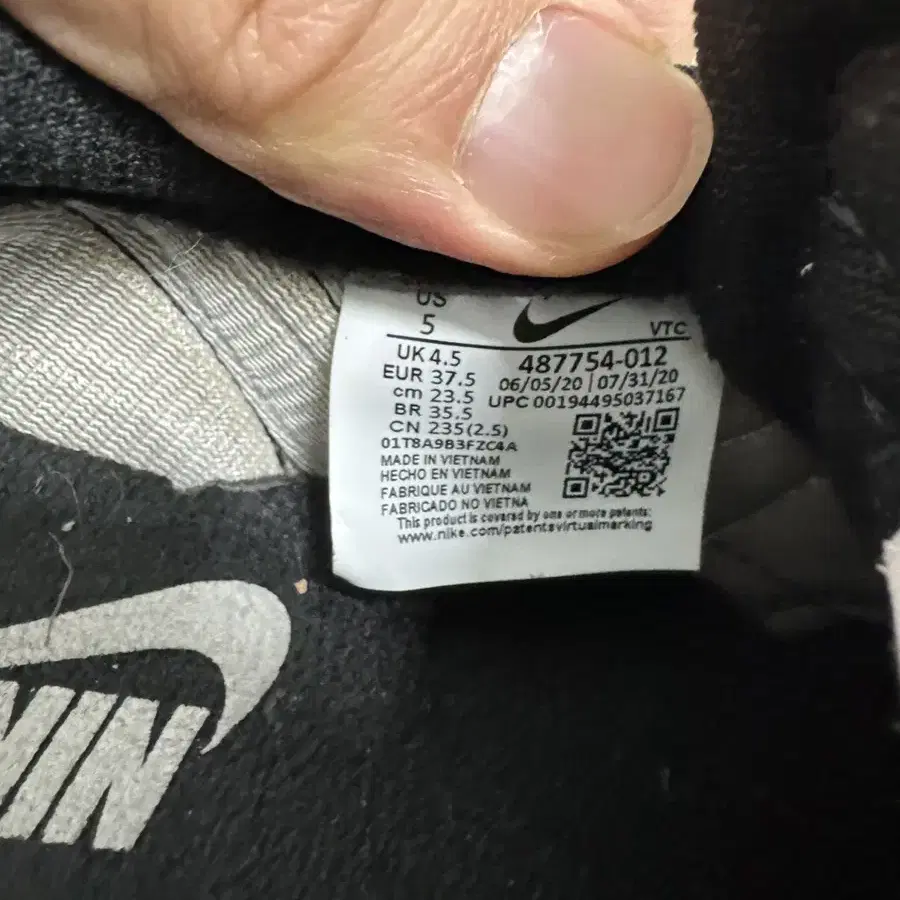 US
5
VTC
UK 4.5
487754-012
EUR 37.5
06/05/20 | 07/31/20
cm 23.5
UPC 00194495037167
BR 35.5
CN 235(2.5)
01T8A9B3FZC4A
MADE IN VIETNAM
HECHO EN VIETNAM
FABRIQUE AU VIETNAM
FABRICADO NO VIETNA
This product is covered by one or more patents:
www.nike.com/patentsvirtualmarking
NIK